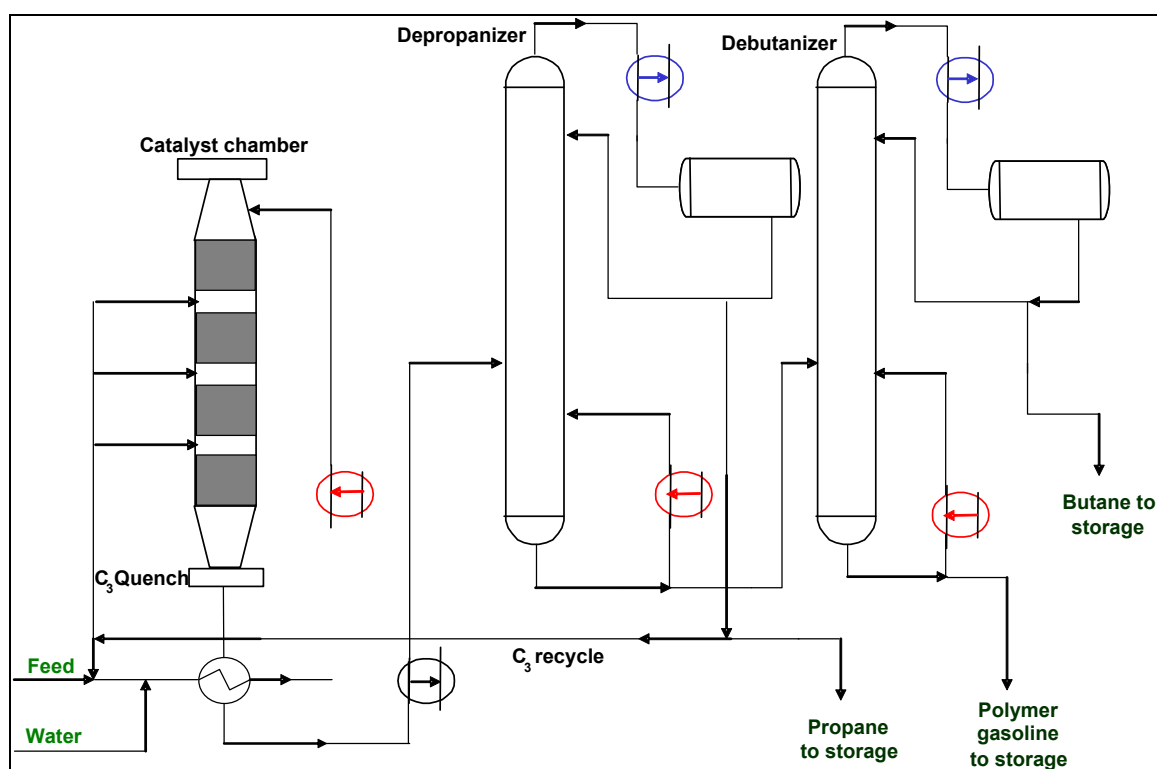 Depropanizer
Debutanizer
Catalyst chamber
C3 Quench
C3 recycle
Feed
Water
Butane to
storage
Propane
to storage
Polymer
gasoline
to storage